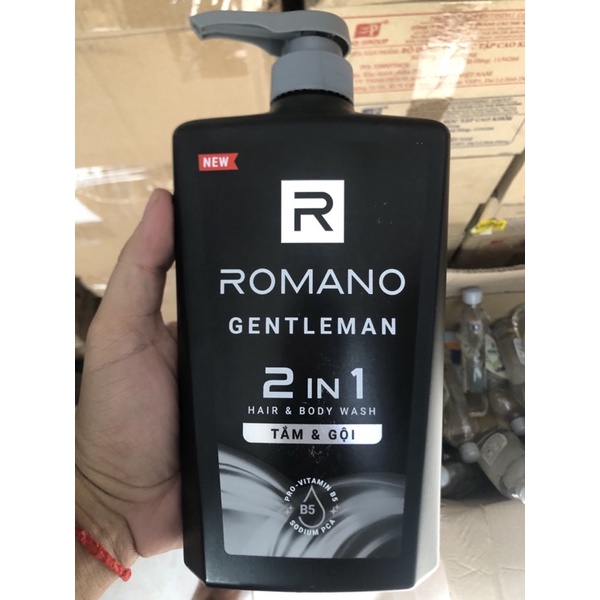 NEW
R
ROMANO
GENTLEMAN
2 IN 1
HAIR & BODY WASH
TẮM & GỘI
PRO-VITAMIN B5
B5
SODIUM PCA